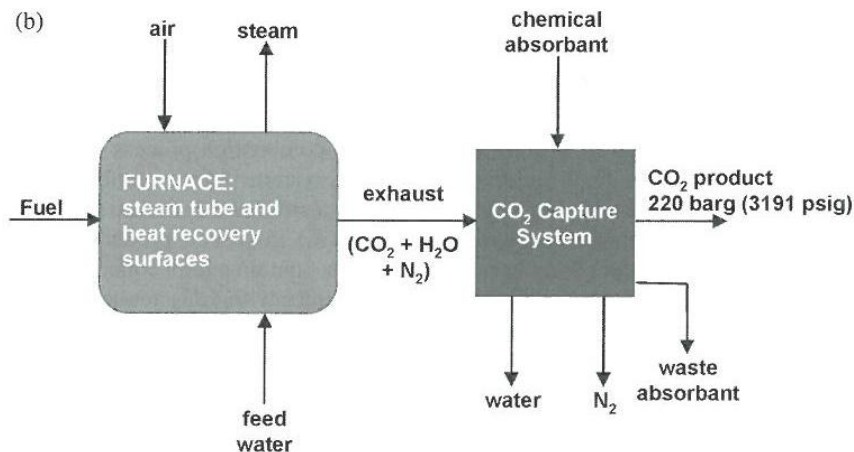 (b)
air
steam
chemical
absorbant
FURNACE:
steam tube and
heat recovery
surfaces
Fuel
exhaust
(CO₂ + H₂O
+ N₂)
CO₂ Capture
System
CO₂ product
220 barg (3191 psig)
feed
water
water
N₂
waste
absorbant